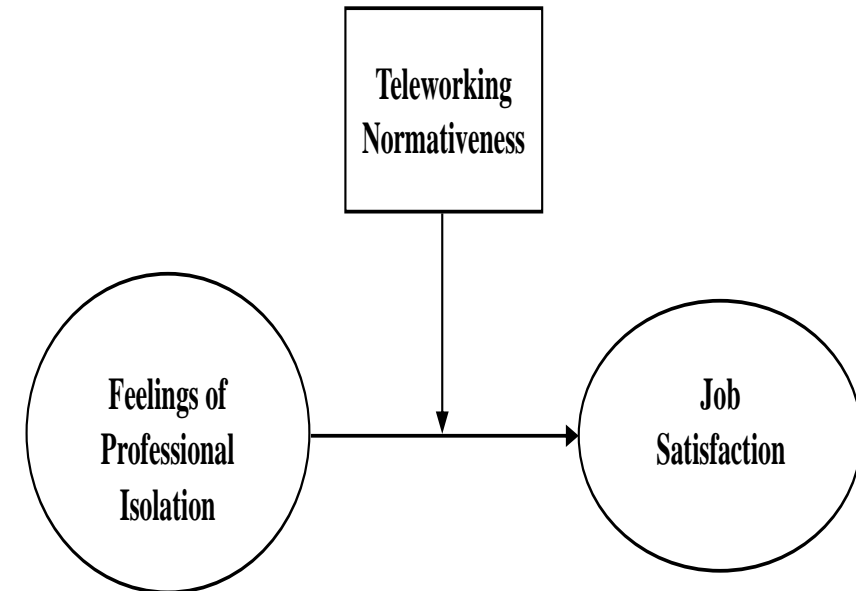 Teleworking
Normativeness
Feelings of
Professional
Isolation
Job
Satisfaction